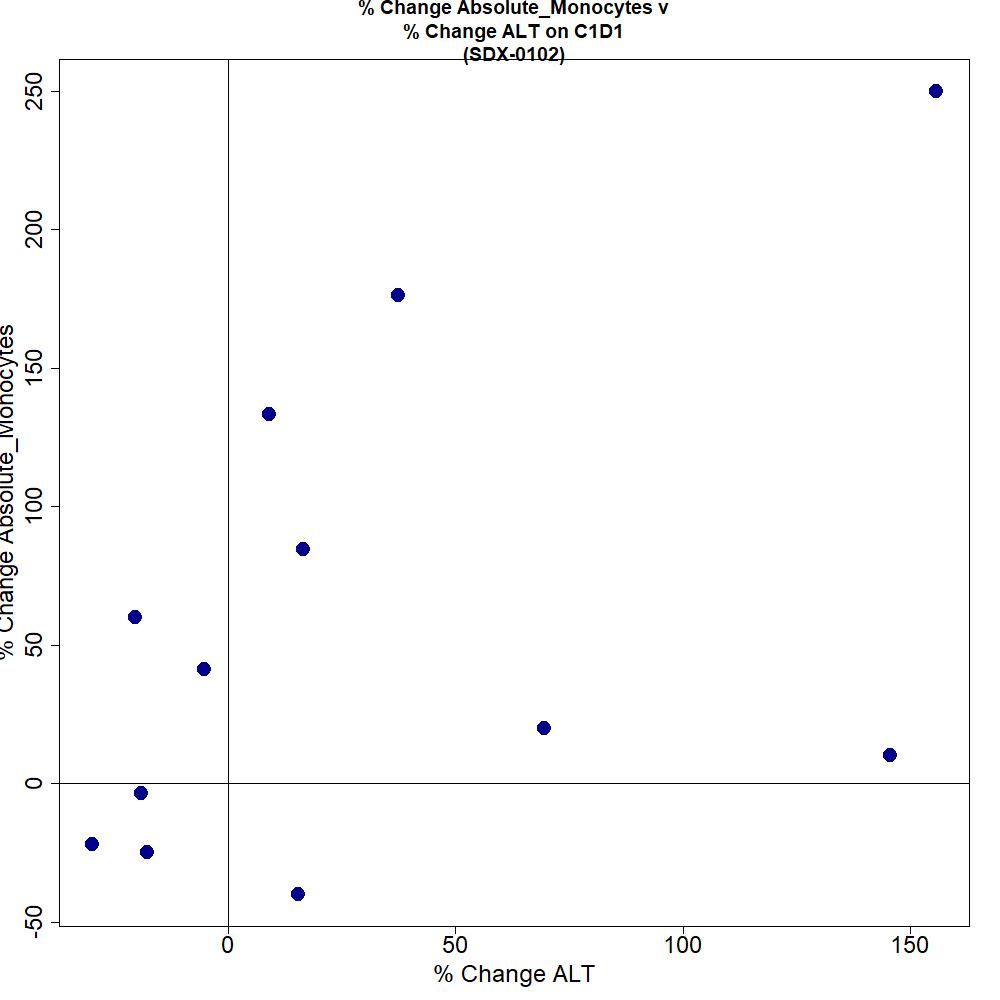 % Change Absolute_Monocytes v
% Change ALT on C1D1
(SDX-0102)
% Change Absolute_Monocytes
250
200
150
100
50
0
-50
0
50
100
150
% Change ALT